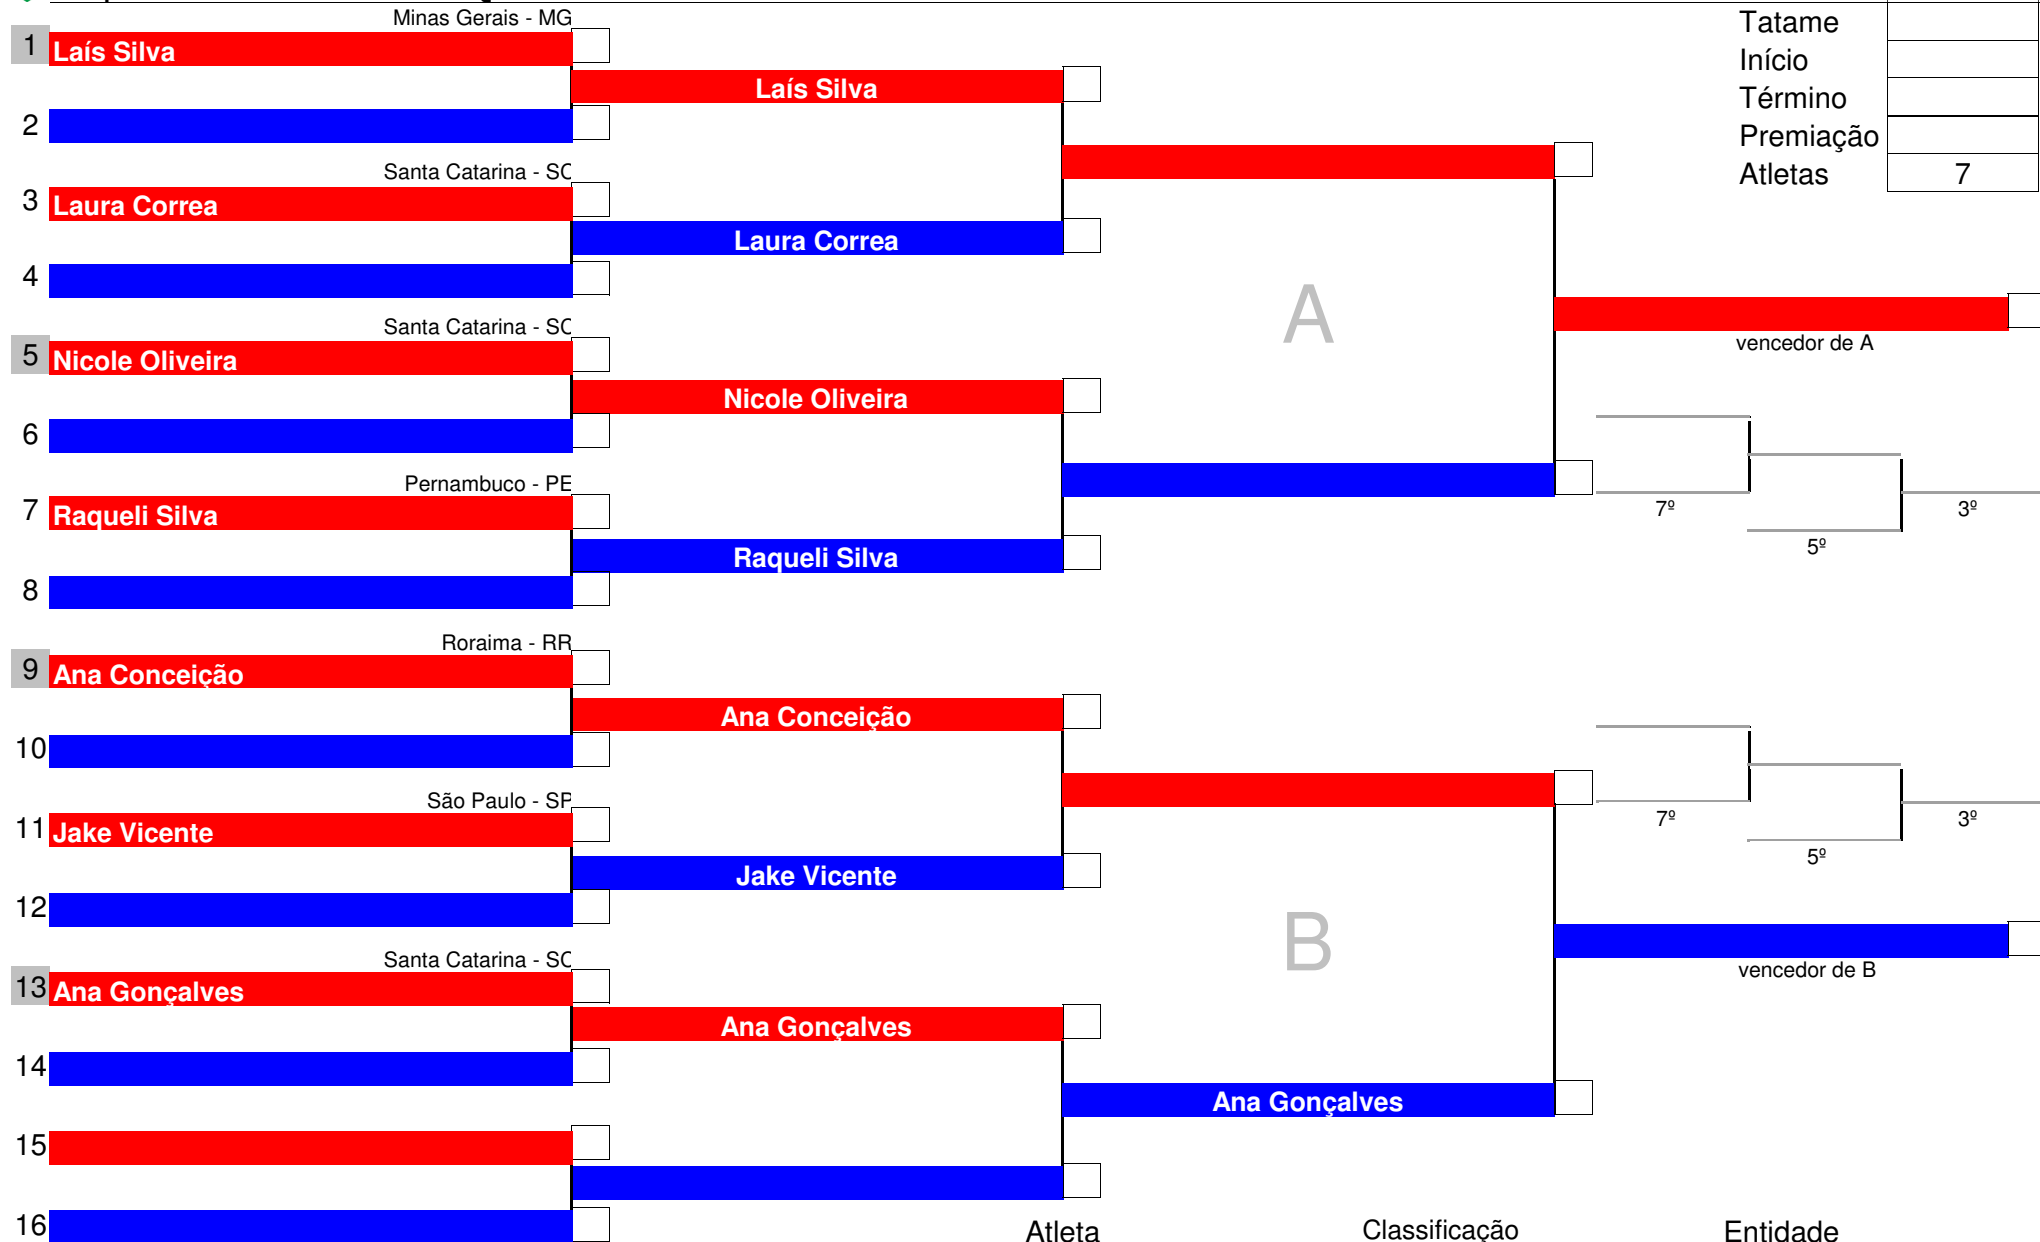 Minas Gerais - MG
1 Laís Silva
Laís Silva
2
Santa Catarina - SC
3 Laura Correa
Laura Correa
4
Santa Catarina - SC
5 Nicole Oliveira
Nicole Oliveira
6
Pernambuco - PE
7 Raqueli Silva
Raqueli Silva
8
Roraima - RR
9 Ana Conceição
Ana Conceição
10
São Paulo - SP
11 Jake Vicente
Jake Vicente
12
Santa Catarina - SC
13 Ana Gonçalves
Ana Gonçalves
14
Ana Gonçalves
15
16
A
B
Tatame
Início
Término
Premiação
Atletas 7
vencedor de A
7º
3º
5º
7º
3º
5º
vencedor de B
Atleta Classificação Entidade